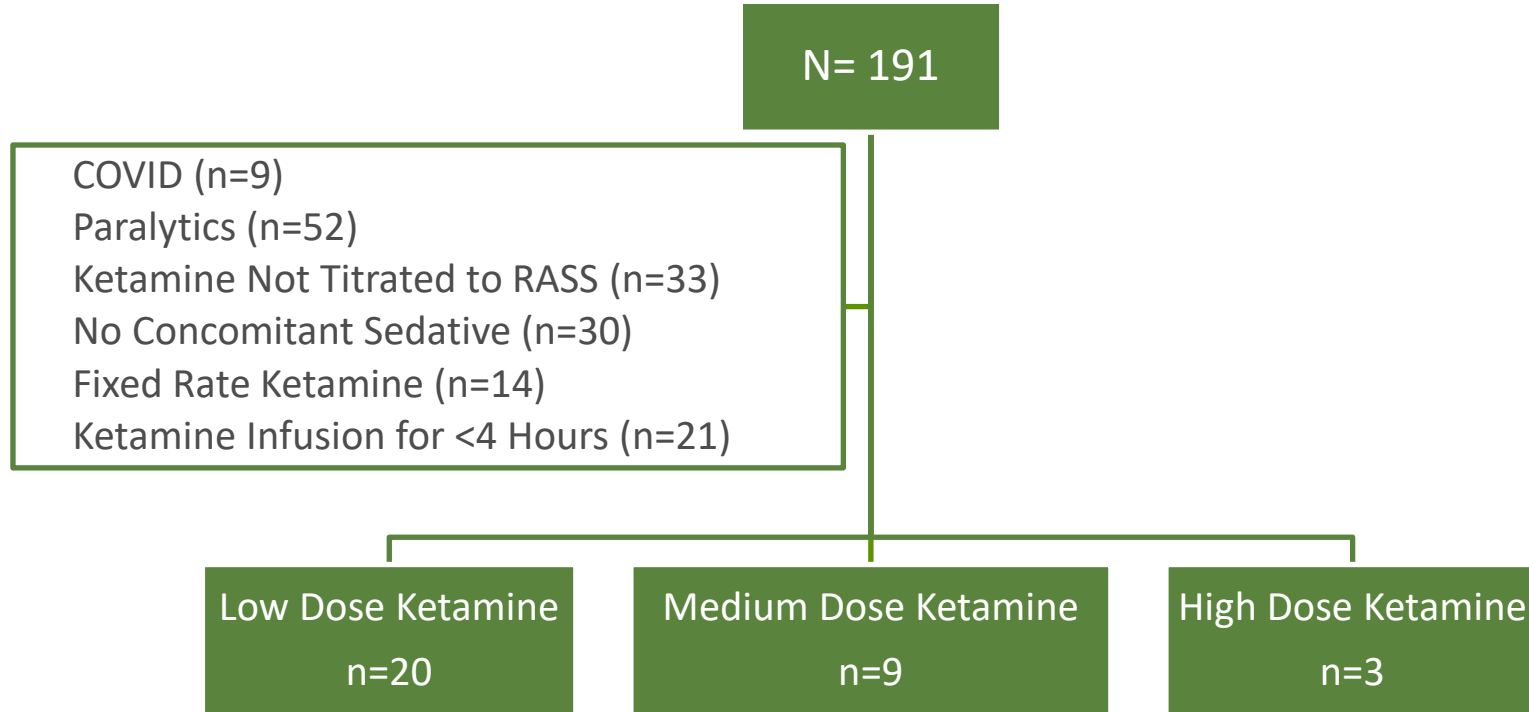 N= 191
COVID (n=9)
Paralytics (n=52)
Ketamine Not Titrated to RASS (n=33)
No Concomitant Sedative (n=30)
Fixed Rate Ketamine (n=14)
Ketamine Infusion for <4 Hours (n=21)
Low Dose Ketamine
n=20
Medium Dose Ketamine
n=9
High Dose Ketamine
n=3